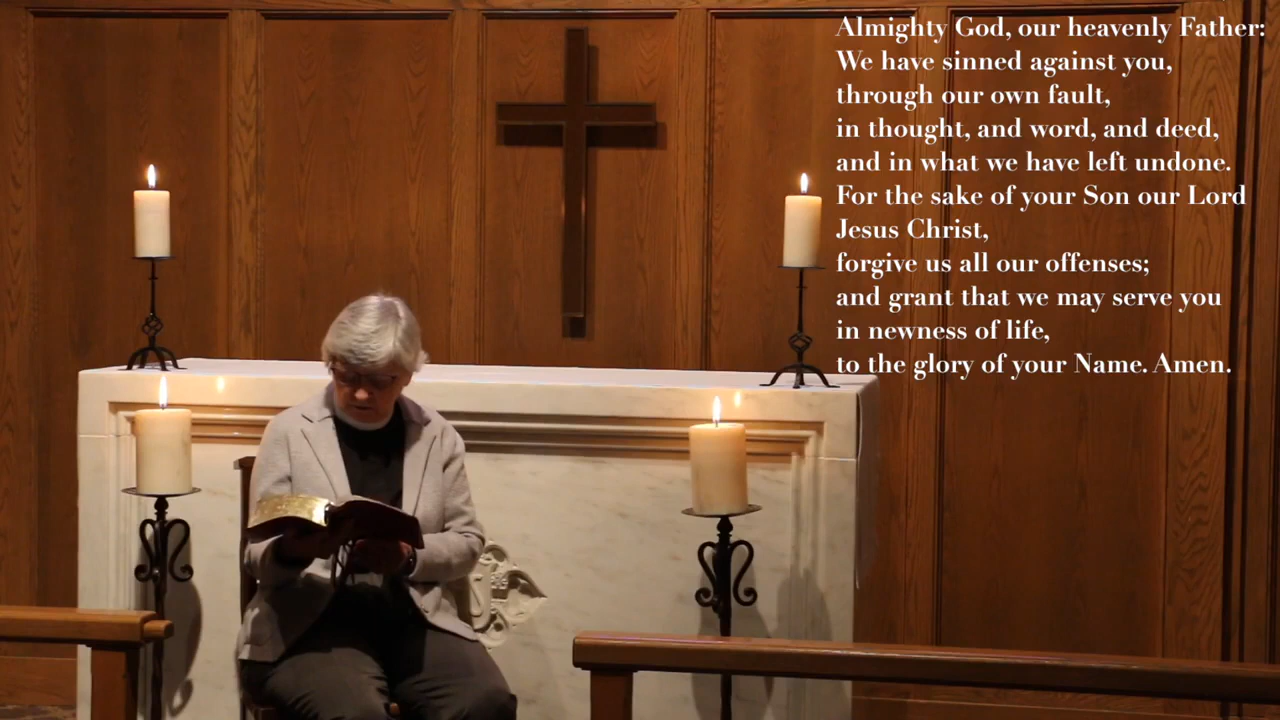 Almighty God, our heavenly Father:
We have sinned against you,
through our own fault,
in thought, and word, and deed,
and in what we have left undone.
For the sake of your Son our Lord
Jesus Christ,
forgive us all our offenses;
and grant that we may serve you
in newness of life,
to the glory of your Name. Amen.